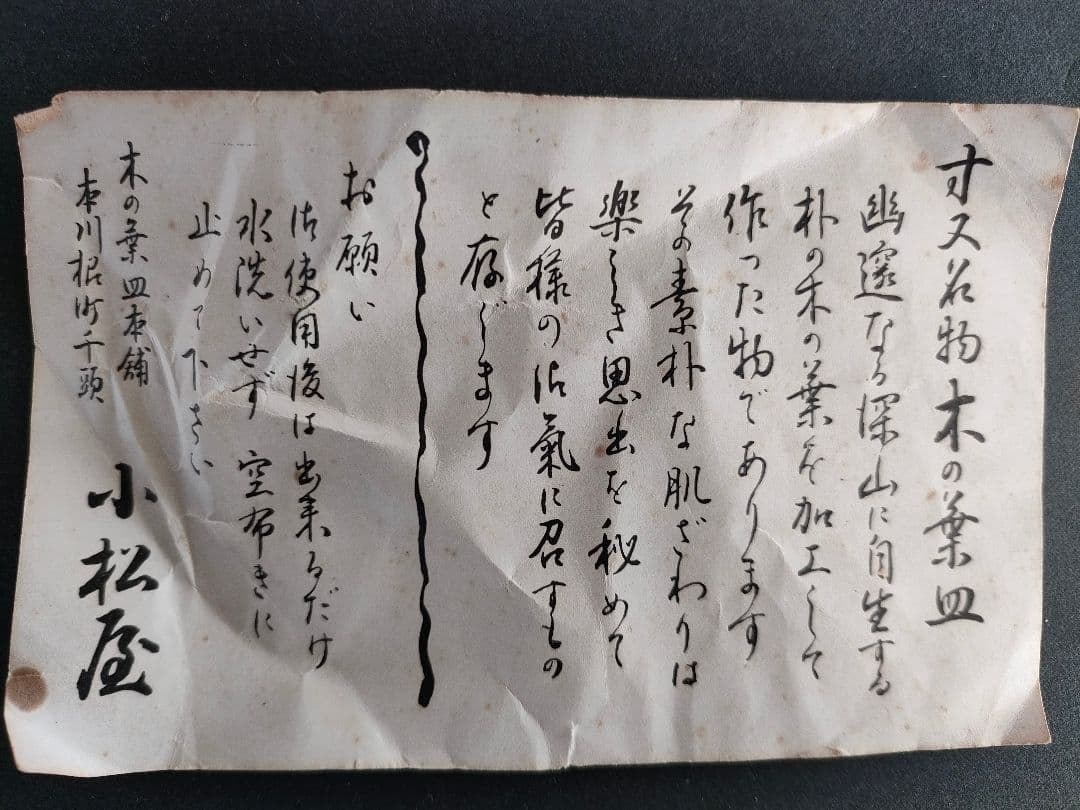 寸又名物木の葉皿
幽邃なる深山に自生する
朴の木の葉を加工して
作った物であります
その素朴な肌ざわりは
楽しき思出を秘めて
皆様の御氣に召すもの
と存じます
お願い
御使用後は出来るだけ
水洗いせず 空布きに
止めて下さい
木の葉皿本舗
本川根町千頭
小松屋